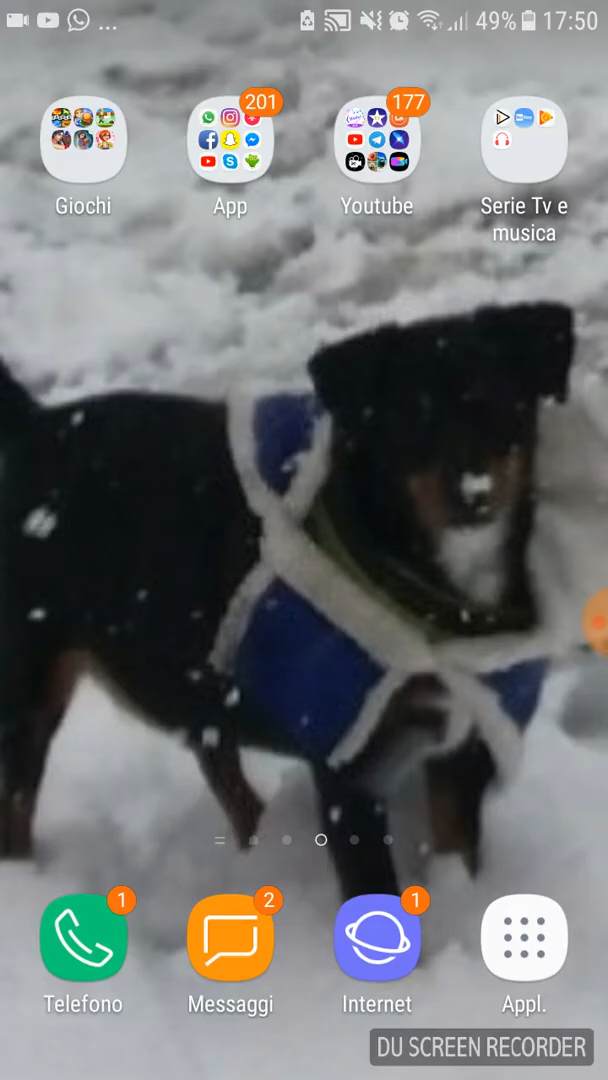 ... 49% 17:50
201 177
Giochi App Youtube Serie Tv e
musica
1 2 1
Telefono Messaggi Internet Appl.
DU SCREEN RECORDER